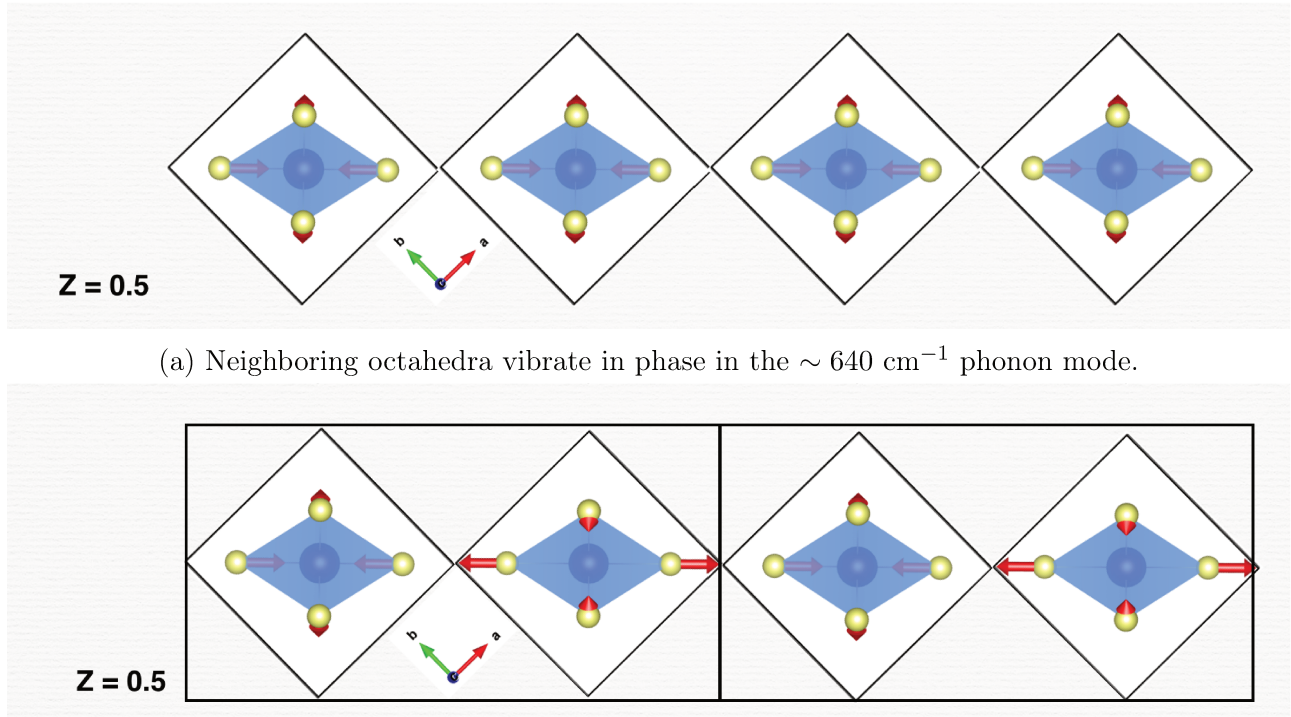 b a
Z = 0.5
(a) Neighboring octahedra vibrate in phase in the ∼ 640 cm⁻¹ phonon mode.
b a
Z = 0.5